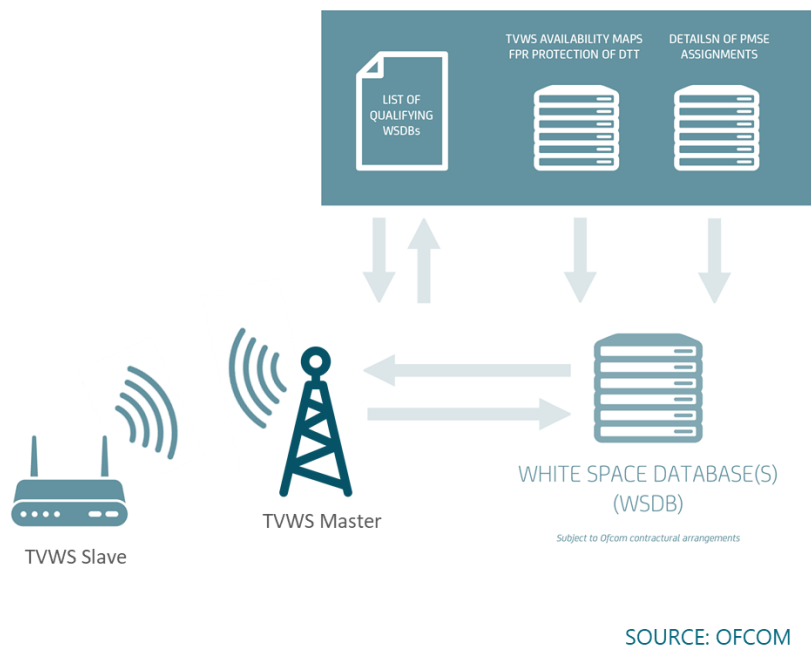 LIST OF
QUALIFYING
WSDBs
TVWS AVAILABILITY MAPS
FPR PROTECTION OF DTT
DETAILSN OF PMSE
ASSIGNMENTS
TVWS Slave
TVWS Master
WHITE SPACE DATABASE(S)
(WSDB)
Subject to Ofcom contractural arrangements
SOURCE: OFCOM